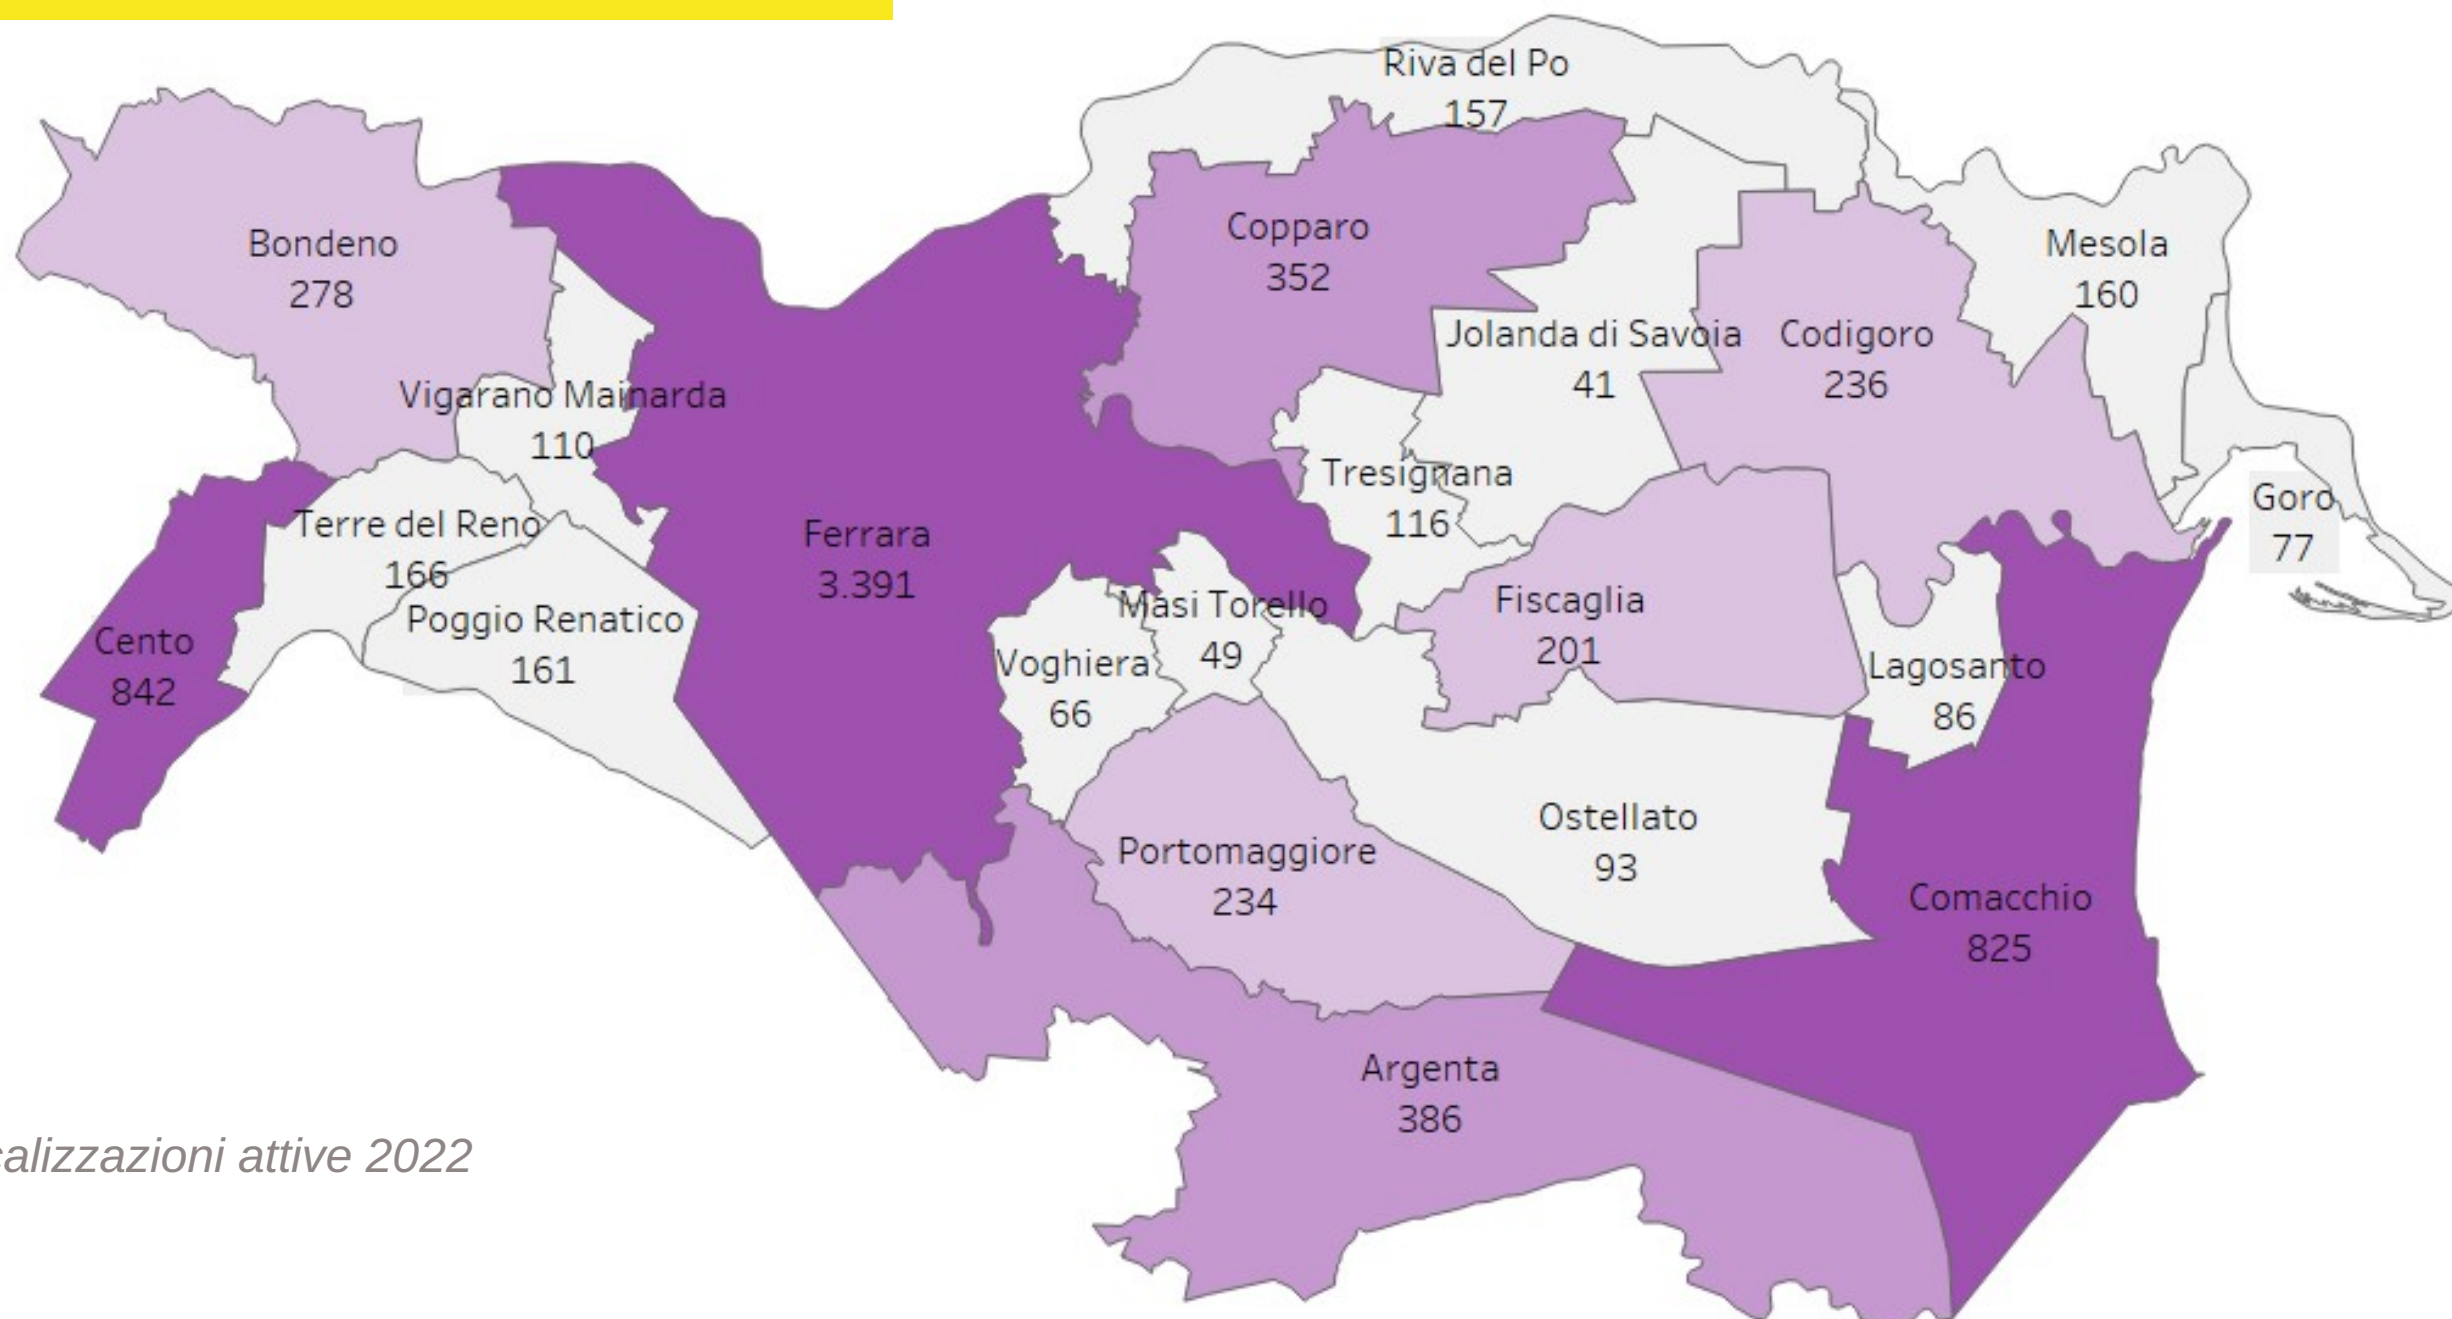 Riva del Po
157
Bondeno
278
Copparo
352
Mesola
160
Jolanda di Savoia
41
Codigoro
236
Vigarano Mainarda
110
Tresignana
116
Goro
77
Terre del Reno
166
Ferrara
3.391
Masi Torello
49
Fiscaglia
201
Poggio Renatico
161
Cento
842
Voghiera
66
Lagosanto
86
Ostellato
93
Portomaggiore
234
Comacchio
825
Argenta
386
attive 2022